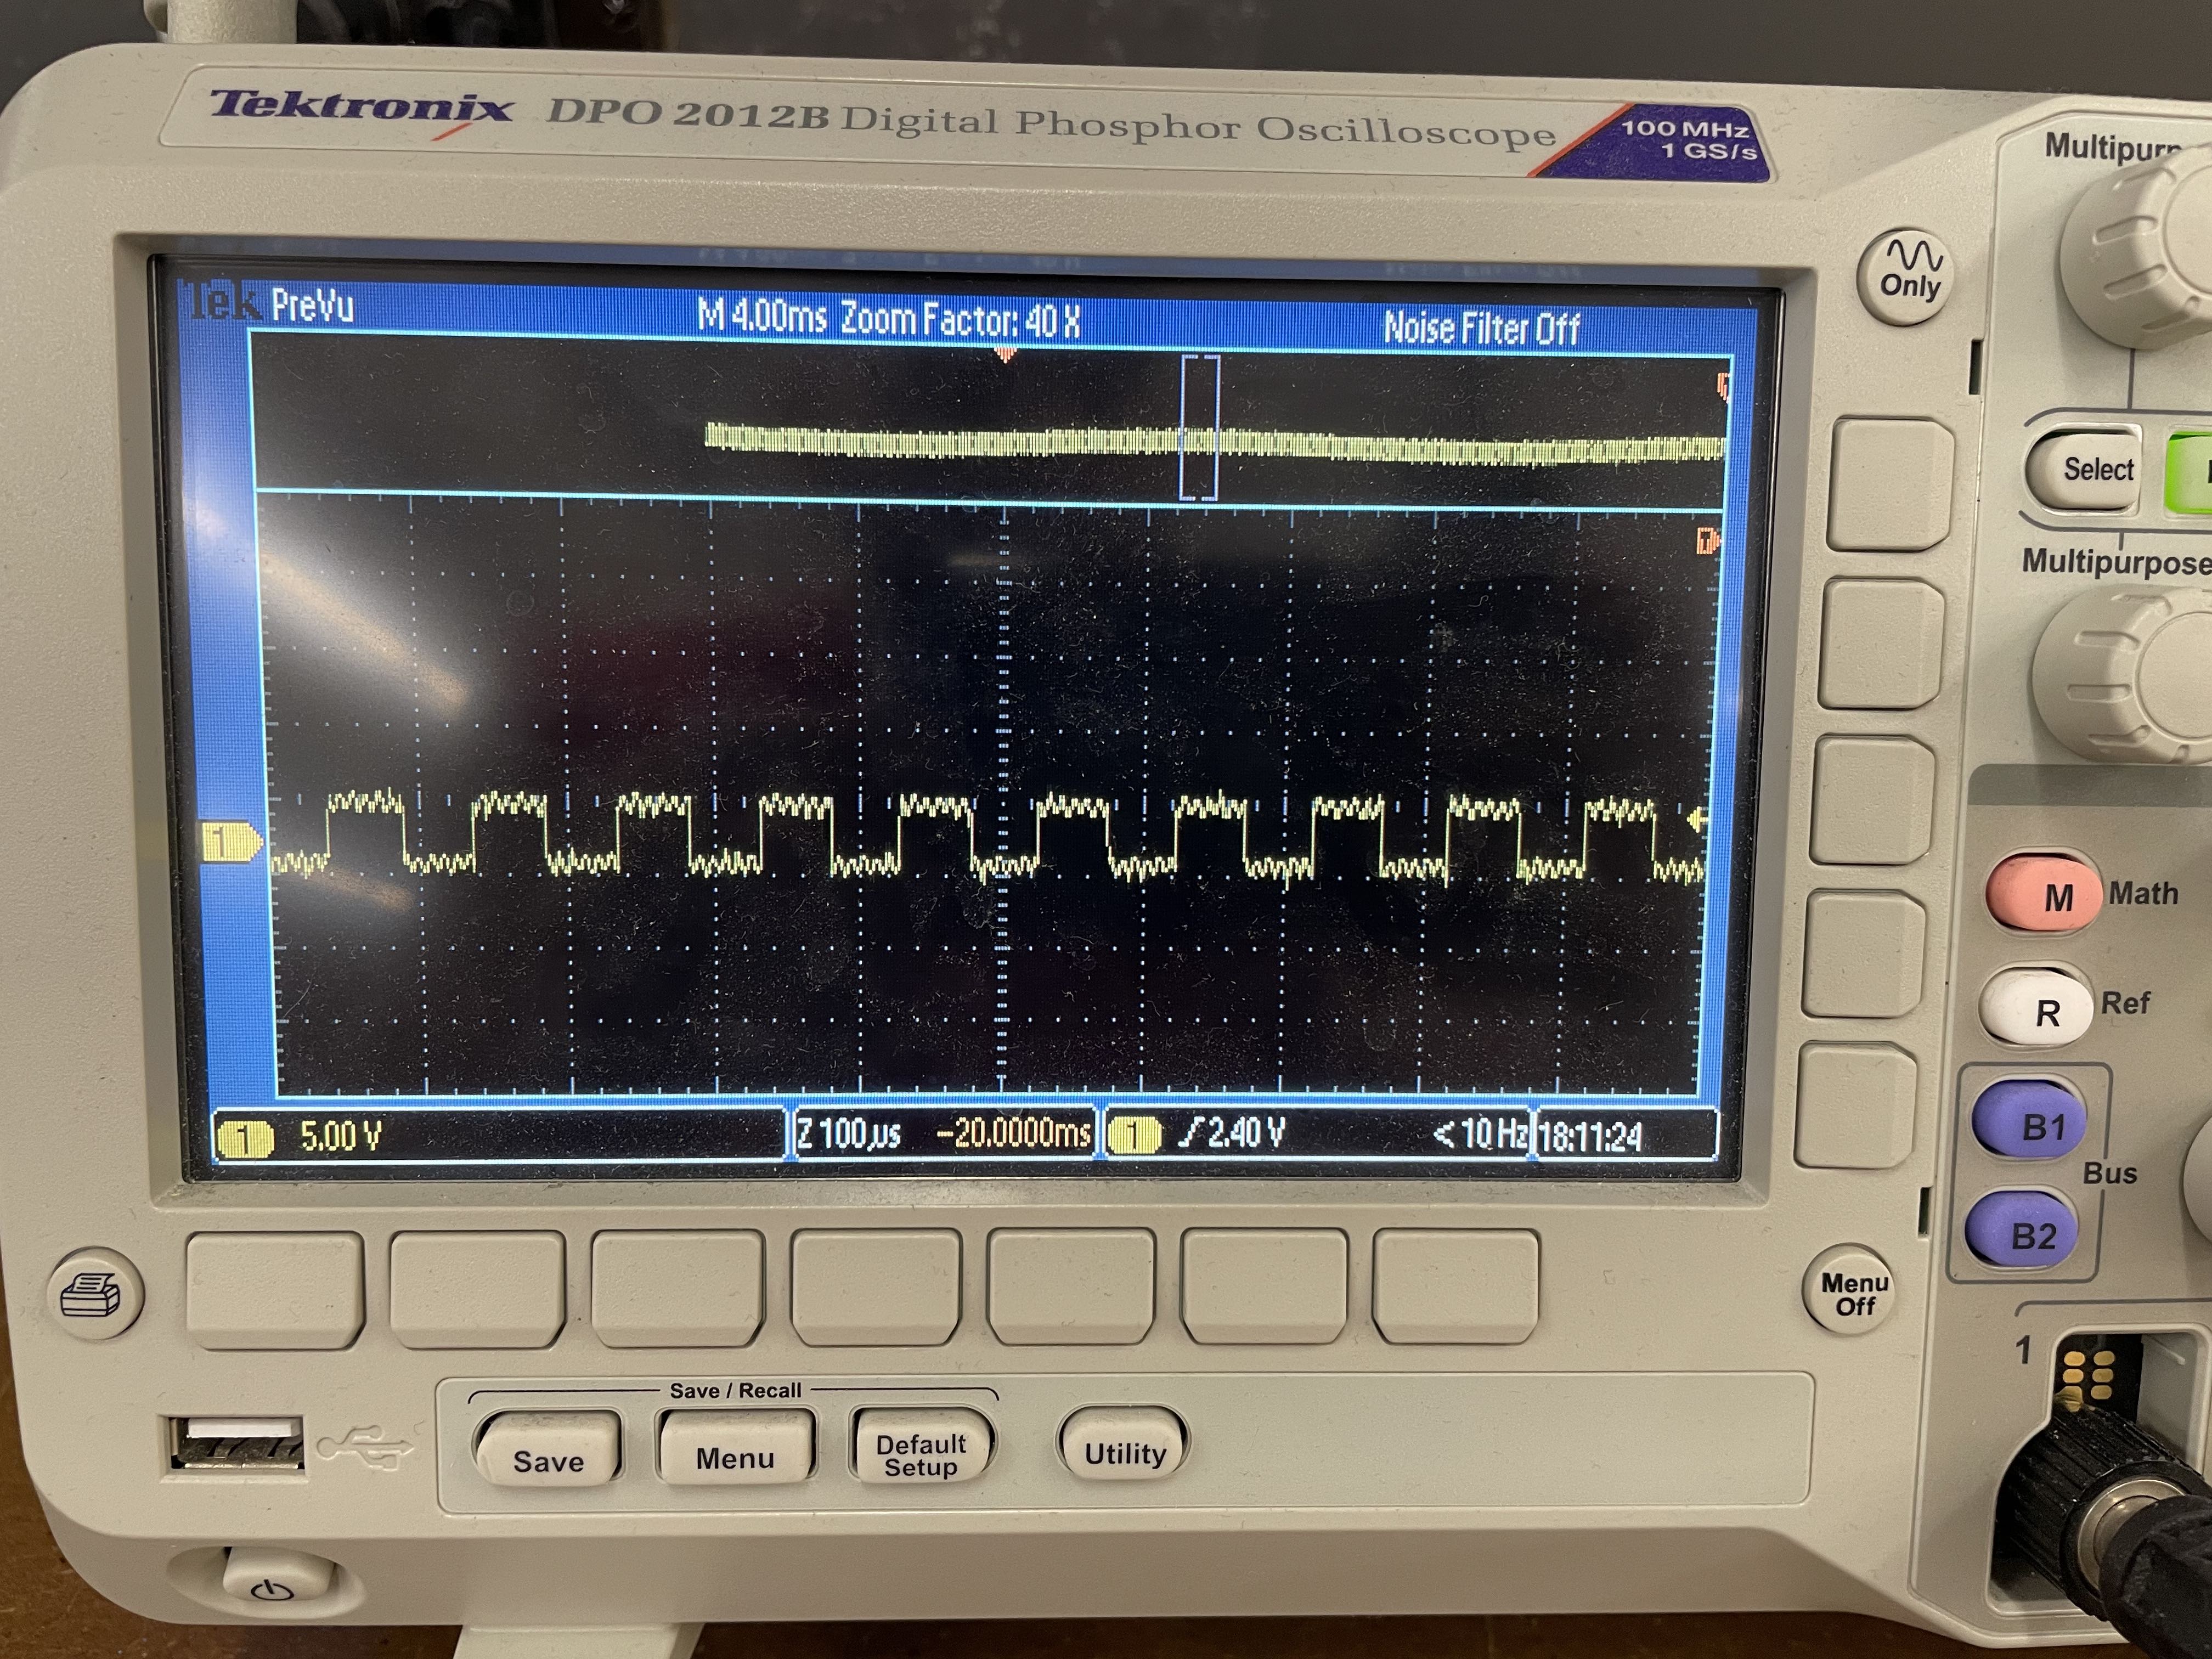 Tektronix DPO 2012B Digital Phosphor Oscilloscope
100 MHz
1 GS/s
Tek PreVu
M 4.00ms Zoom Factor: 40 X
Noise Filter Off
Only
Select
Multipurpose
1
1 5.00 V
Z 100µs -20.0000ms
1 2.40 V
< 10 Hz
18:11:24
M Math
R Ref
B1
B2
Bus
Menu
Off
1
Save / Recall
Save
Menu
Default
Setup
Utility